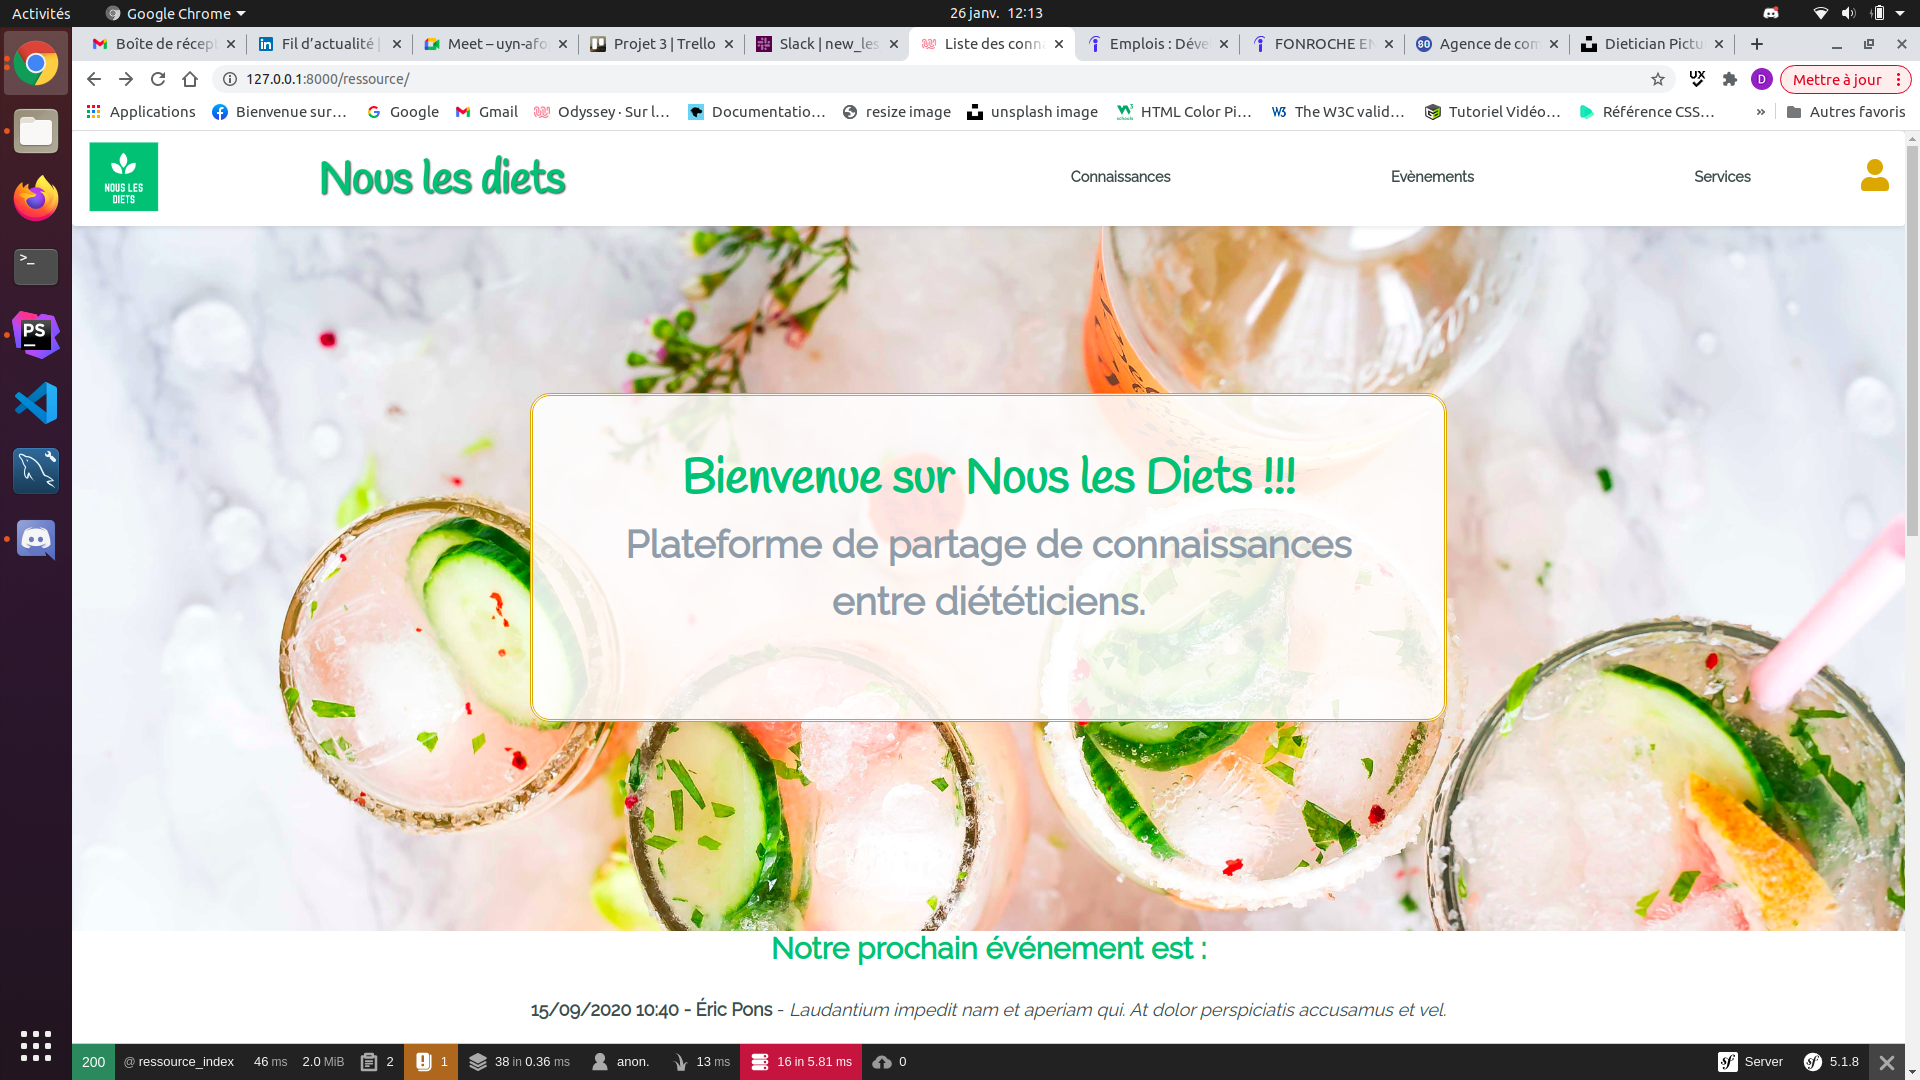 Activités
Google Chrome
26 janv. 12:13
Boîte de récep
Fil d'actualité |
Meet – uyn-afo
Projet 3 | Trello
Slack | new_les
Liste des conn
Emplois : Déve
FONROCHE EN
Agence de com
Dietician Pictu
127.0.0.1:8000/ressource/
UX
D
Mettre à jour
Applications
Bienvenue sur…
Google
Gmail
Odyssey · Sur l…
Documentatio…
resize image
unsplash image
HTML Color Pi…
The W3C valid…
Tutoriel Vidéo…
Référence CSS…
»
Autres favoris
NOUS LES
DIETS
Nous les diets
Connaissances
Evènements
Services
Bienvenue sur Nous les Diets !!!
Plateforme de partage de connaissances
entre diététiciens.
Notre prochain événement est :
15/09/2020 10:40 - Éric Pons - Laudantium impedit nam et aperiam qui. At dolor perspiciatis accusamus et vel.
200 @ ressource_index 46 ms 2.0 MiB 2 1 38 in 0.36 ms anon. 13 ms 16 in 5.81 ms 0 Server 5.1.8